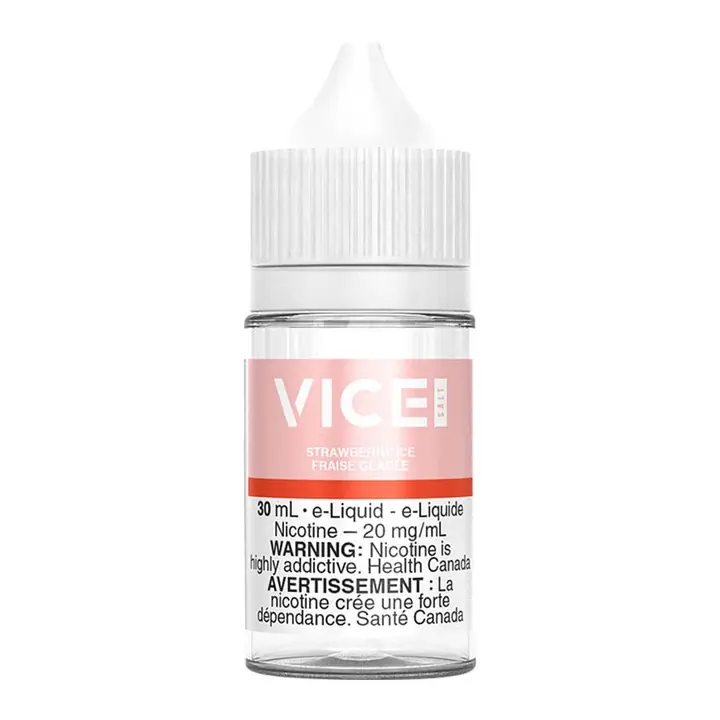 VICE SALT
STRAWBERRY ICE
FRAISE GLACÉE
30 mL • e-Liquid - e-Liquide
Nicotine – 20 mg/mL
WARNING: Nicotine is
highly addictive. Health Canada
AVERTISSEMENT : La
nicotine crée une forte
dépendance. Santé Canada